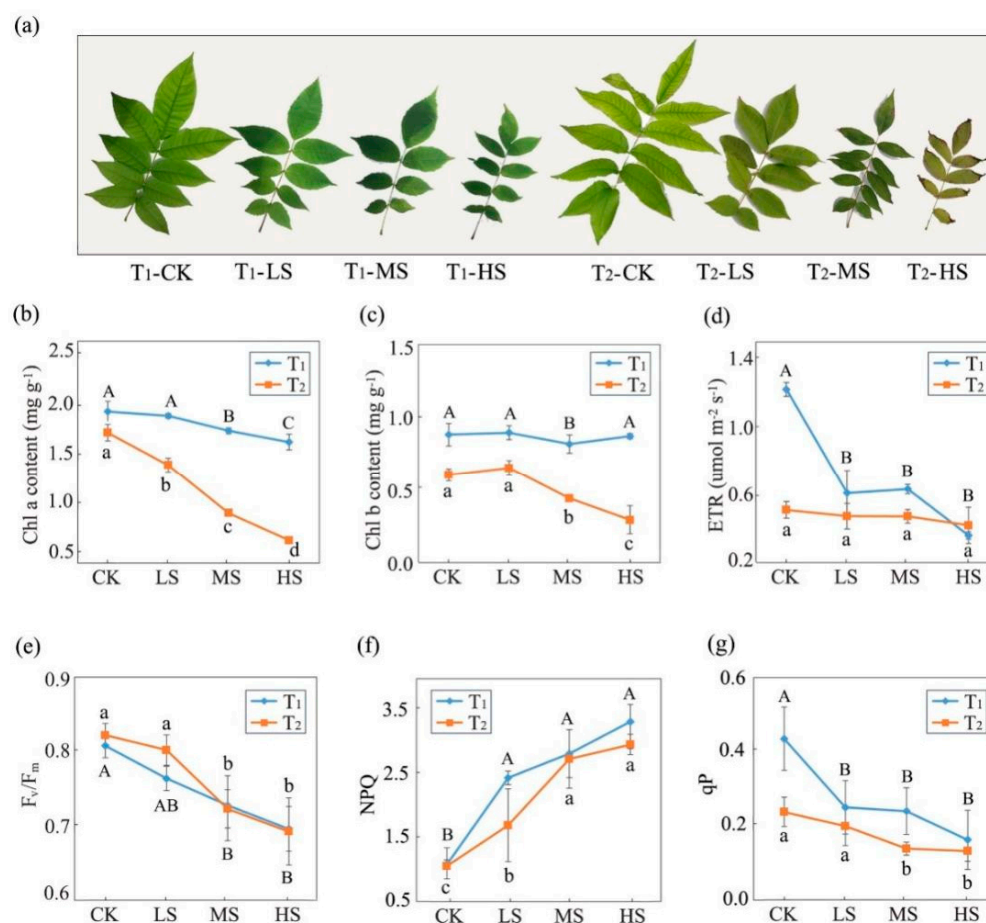 (a)
T1-CK T1-LS T1-MS T1-HS T2-CK T2-LS T2-MS T2-HS
(b)
Chl a content (mg g-1)
2.5
2.0
1.5
1.0
0.5
T1
T2
A A B C
a b c d
CK LS MS HS
(c)
Chl b content (mg g-1)
1.5
1.0
0.5
0.0
T1
T2
A A B A
a a b c
CK LS MS HS
(d)
ETR (umol m-2 s-1)
1.4
1.0
0.6
0.2
T1
T2
A B B B
a a a a
CK LS MS HS
(e)
Fv/Fm
0.9
0.8
0.7
0.6
T1
T2
a a b b
A AB B B
CK LS MS HS
(f)
NPQ
3.5
2.5
1.5
0.5
T1
T2
B A A A
c b a a
CK LS MS HS
(g)
qP
0.6
0.4
0.2
0.0
T1
T2
A B B B
a a b b
CK LS MS HS